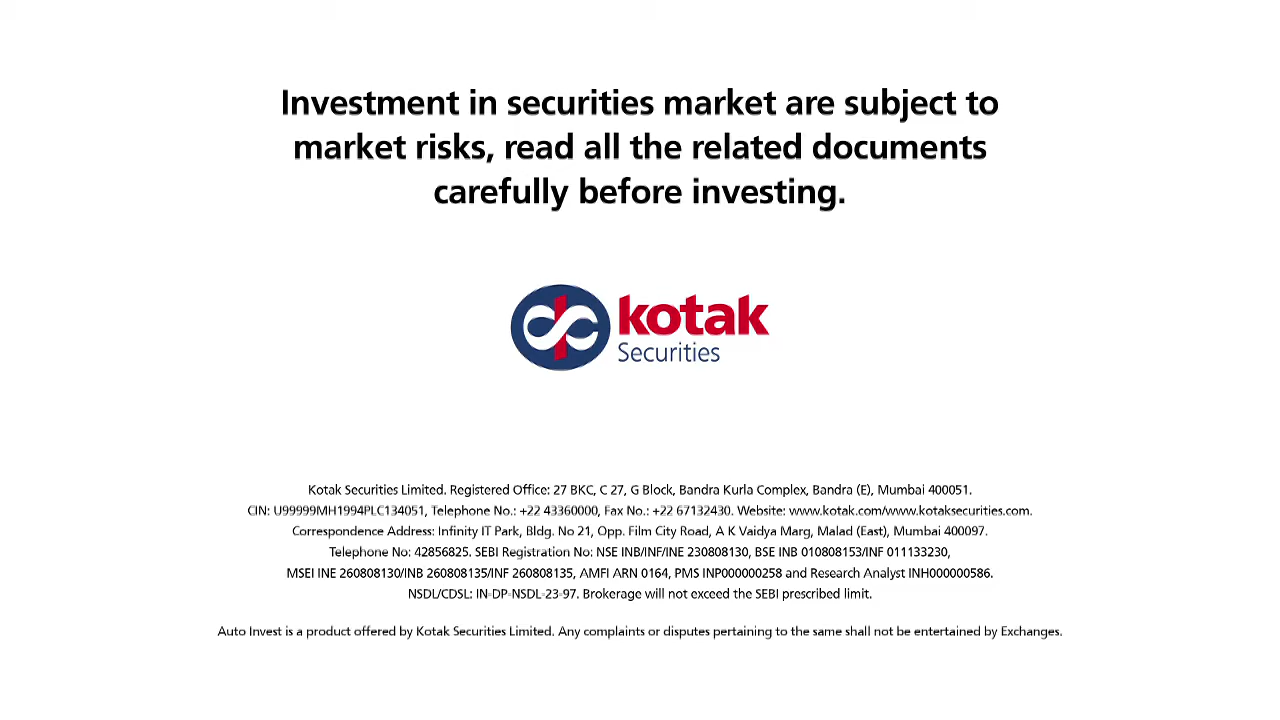 Investment in securities market are subject to
market risks, read all the related documents
carefully before investing.
kotak
Securities
Kotak Securities Limited. Registered Office: 27 BKC, C 27, G Block, Bandra Kurla Complex, Bandra (E), Mumbai 400051.
CIN: U99999MH1994PLC134051, Telephone No.: +22 43360000, Fax No.: +22 67132430. Website: www.kotak.com/www.kotaksecurities.com.
Correspondence Address: Infinity IT Park, Bldg. No 21, Opp. Film City Road, A K Vaidya Marg, Malad (East), Mumbai 400097.
Telephone No: 42856825. SEBI Registration No: NSE INB/INF/INE 230808130, BSE INB 010808153/INF 011133230,
MSEI INE 260808130/INB 260808135/INF 260808135, AMFI ARN 0164, PMS INP000000258 and Research Analyst INH000000586.
NSDL/CDSL: IN-DP-NSDL-23-97. Brokerage will not exceed the SEBI prescribed limit.
Auto Invest is a product offered by Kotak Securities Limited. Any complaints or disputes pertaining to the same shall not be entertained by Exchanges.